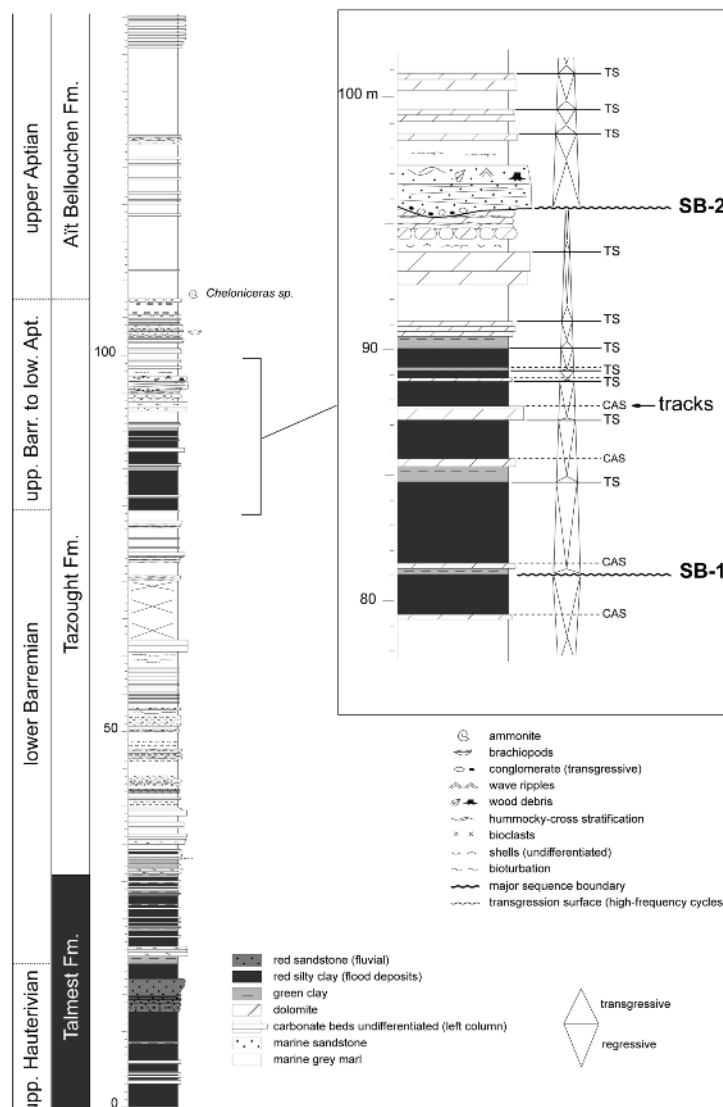 upper Aptian
upp. Barr. to low. Apt.
lower Barremian
upp. Hauterivian
Aït Bellouchen Fm.
Tazought Fm.
Talmest Fm.
100
50
0
Cheloniceras sp.
100 m
90
80
TS
TS
TS
SB-2
TS
TS
TS
TS
TS
CAS
tracks
TS
CAS
TS
CAS
SB-1
CAS
ammonite
brachiopods
conglomerate (transgressive)
wave ripples
wood debris
hummocky-cross stratification
bioclasts
shells (undifferentiated)
bioturbation
major sequence boundary
transgression surface (high-frequency cycles
red sandstone (fluvial)
red silty clay (flood deposits)
green clay
dolomite
carbonate beds undifferentiated (left column)
marine sandstone
marine grey marl
transgressive
regressive